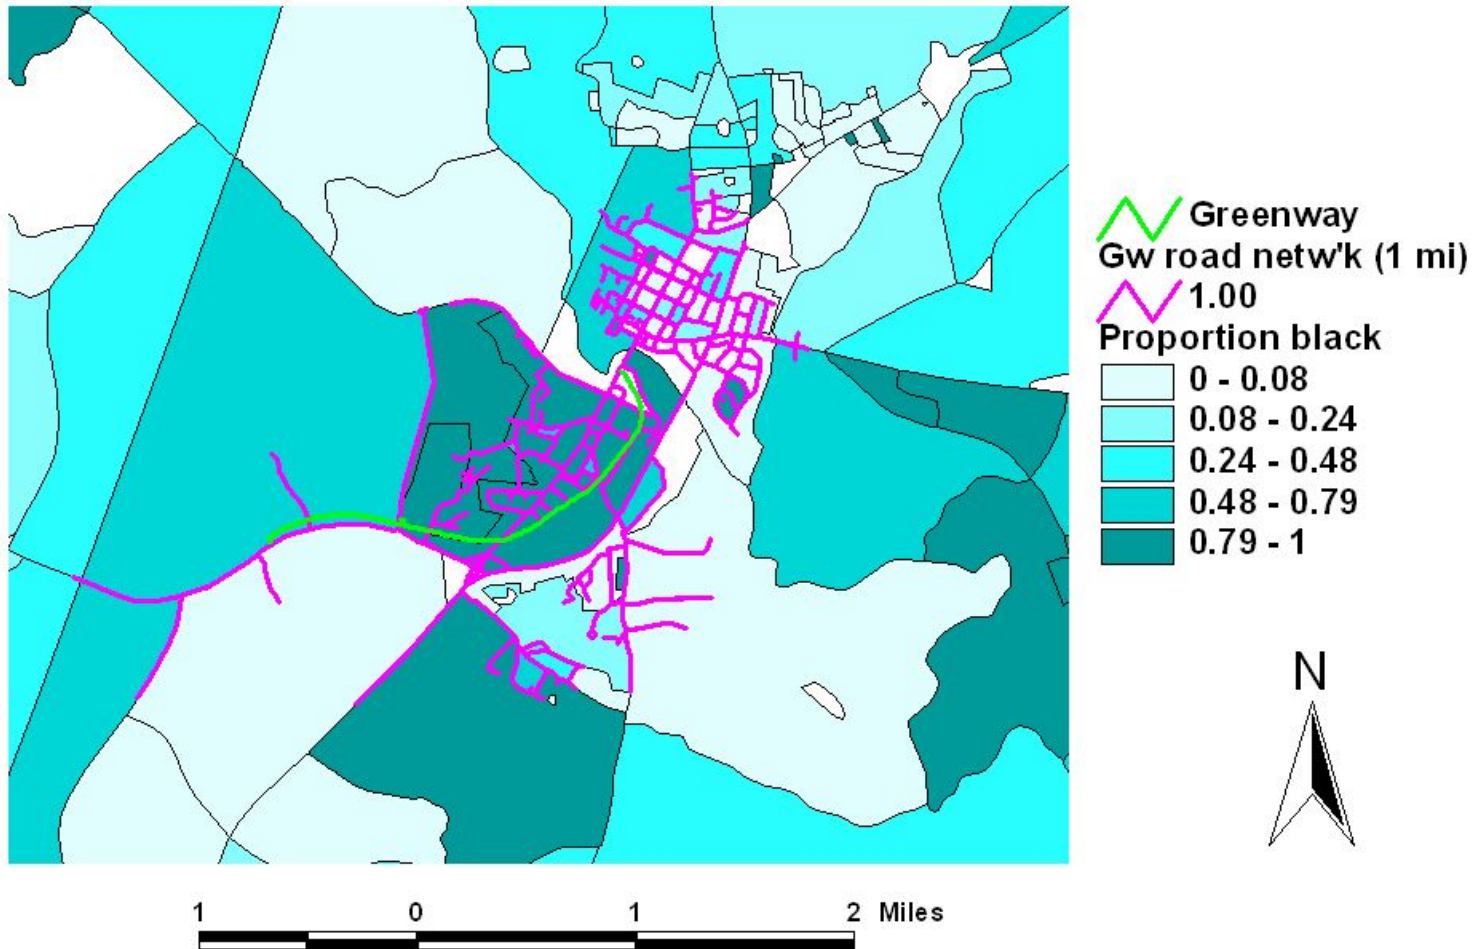 Greenway
Gw road netw'k (1 mi)
1.00
Proportion black
0 - 0.08
0.08 - 0.24
0.24 - 0.48
0.48 - 0.79
0.79 - 1
N
1 0 1 2 Miles